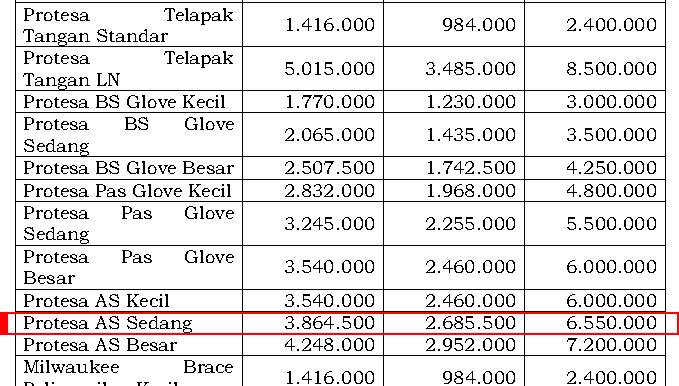 Protesa Telapak
Tangan Standar 1.416.000 984.000 2.400.000
Protesa Telapak
Tangan LN 5.015.000 3.485.000 8.500.000
Protesa BS Glove Kecil 1.770.000 1.230.000 3.000.000
Protesa BS Glove
Sedang 2.065.000 1.435.000 3.500.000
Protesa BS Glove Besar 2.507.500 1.742.500 4.250.000
Protesa Pas Glove Kecil 2.832.000 1.968.000 4.800.000
Protesa Pas Glove
Sedang 3.245.000 2.255.000 5.500.000
Protesa Pas Glove
Besar 3.540.000 2.460.000 6.000.000
Protesa AS Kecil 3.540.000 2.460.000 6.000.000
Protesa AS Sedang 3.864.500 2.685.500 6.550.000
Protesa AS Besar 4.248.000 2.952.000 7.200.000
Milwaukee Brace
1.416.000 984.000 2.400.000